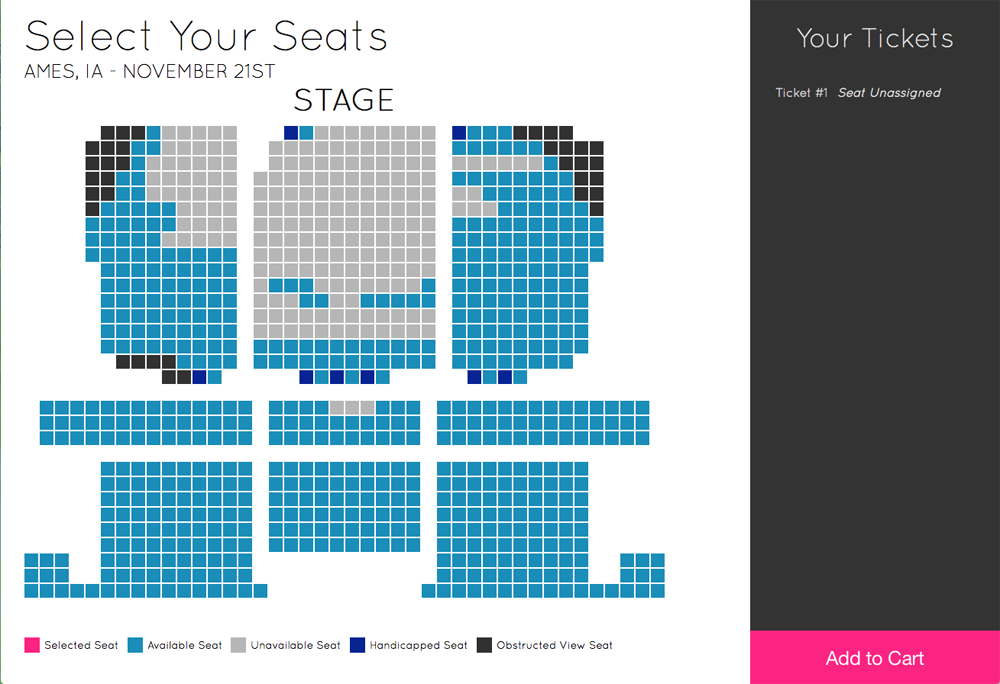 Select Your Seats
AMES, IA - NOVEMBER 21ST
STAGE
Selected Seat
Available Seat
Unavailable Seat
Handicapped Seat
Obstructed View Seat
Your Tickets
Ticket #1 Seat Unassigned
Add to Cart